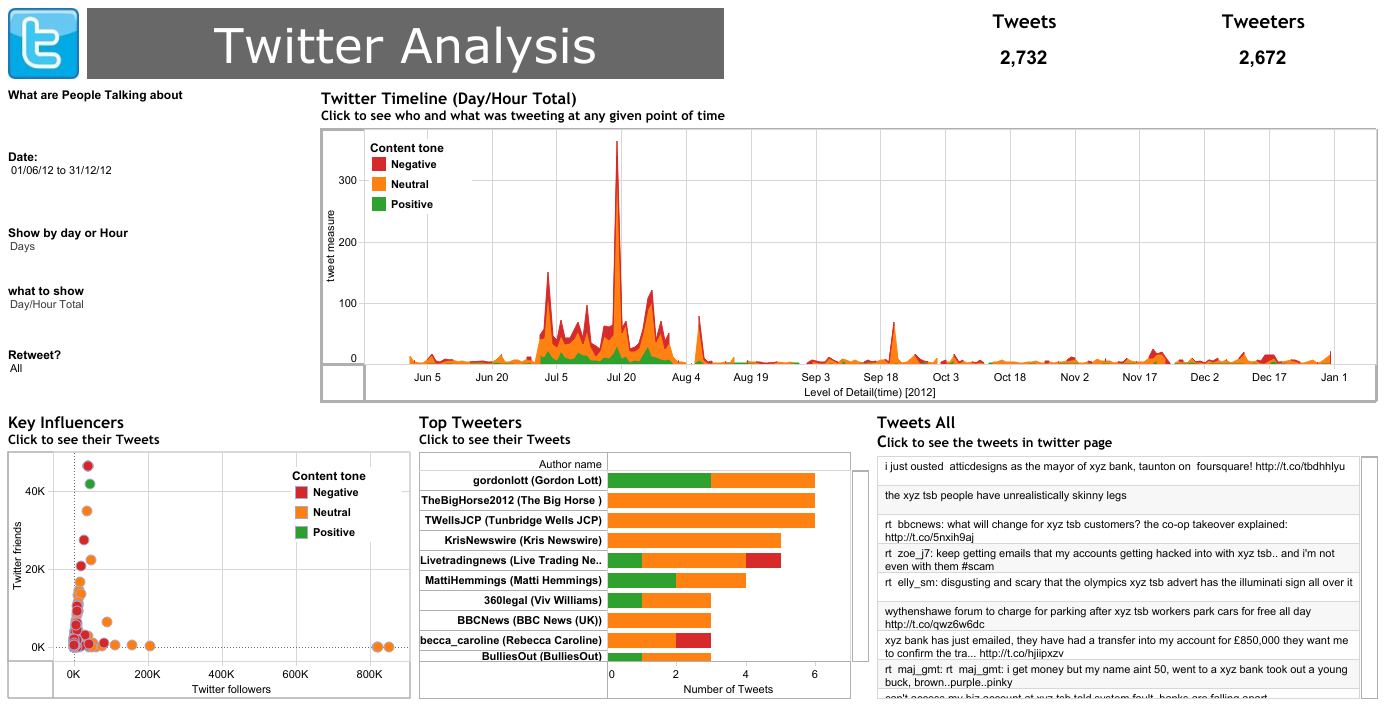 Twitter Analysis
Tweets
Tweeters
2,732
2,672
What are People Talking about
Date:
01/06/12 to 31/12/12
Show by day or Hour
Days
what to show
Day/Hour Total
Retweet?
All
Twitter Timeline (Day/Hour Total)
Click to see who and what was tweeting at any given point of time
Content tone
Negative
Neutral
Positive
tweet measure
300
200
100
0
Jun 5
Jun 20
Jul 5
Jul 20
Aug 4
Aug 19
Sep 3
Sep 18
Oct 3
Oct 18
Nov 2
Nov 17
Dec 2
Dec 17
Jan 1
Level of Detail(time) [2012]
Key Influencers
Click to see their Tweets
Content tone
Negative
Neutral
Positive
Twitter friends
40K
20K
0K
0K
200K
400K
600K
800K
Twitter followers
Top Tweeters
Click to see their Tweets
Author name
gordonlott (Gordon Lott)
TheBigHorse2012 (The Big Horse )
TWellsJCP (Tunbridge Wells JCP)
KrisNewswire (Kris Newswire)
Livetradingnews (Live Trading Ne..
MattiHemmings (Matti Hemmings)
360legal (Viv Williams)
BBCNews (BBC News (UK))
becca_caroline (Rebecca Caroline)
BulliesOut (BulliesOut)
0
2
4
6
Number of Tweets
Tweets All
Click to see the tweets in twitter page
i just ousted  atticdesigns as the mayor of xyz bank, taunton on  foursquare! http://t.co/tbdhhlyu
the xyz tsb people have unrealistically skinny legs
rt  bbcnews: what will change for xyz tsb customers? the co-op takeover explained:
http://t.co/5nxih9aj
rt  zoe_j7: keep getting emails that my accounts getting hacked into with xyz tsb.. and i'm not
even with them #scam
rt  elly_sm: disgusting and scary that the olympics xyz tsb advert has the illuminati sign all over it
wythenshawe forum to charge for parking after xyz tsb workers park cars for free all day
http://t.co/qwz6w6dc
xyz bank has just emailed, they have had a transfer into my account for £850,000 they want me
to confirm the tra... http://t.co/hjiipxzv
rt  maj_gmt: rt  maj_gmt: i get money but my name aint 50, went to a xyz bank took out a young
buck, brown..purple..pinky
can't access my biz account at xyz tsb told system fault. banks are falling apart